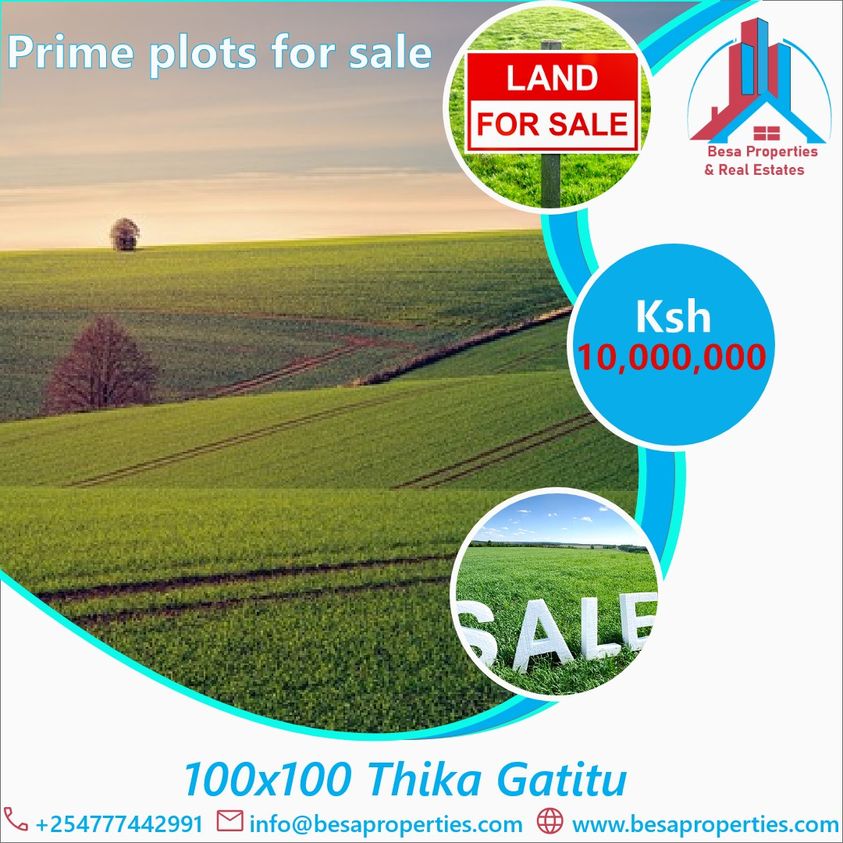 Prime plots for sale
LAND
FOR SALE
Besa Properties
& Real Estates
Ksh
10,000,000
SALE
100x100 Thika Gatitu
+254777442991 info@besaproperties.com www.besaproperties.com